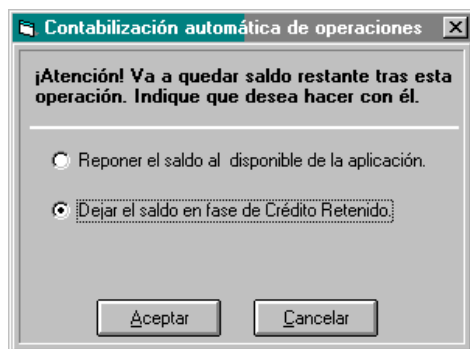 Contabilización automática de operaciones
¡Atención! Va a quedar saldo restante tras esta
operación. Indique que desea hacer con él.
Reponer el saldo al disponible de la aplicación.
Dejar el saldo en fase de Crédito Retenido.
Aceptar
Cancelar